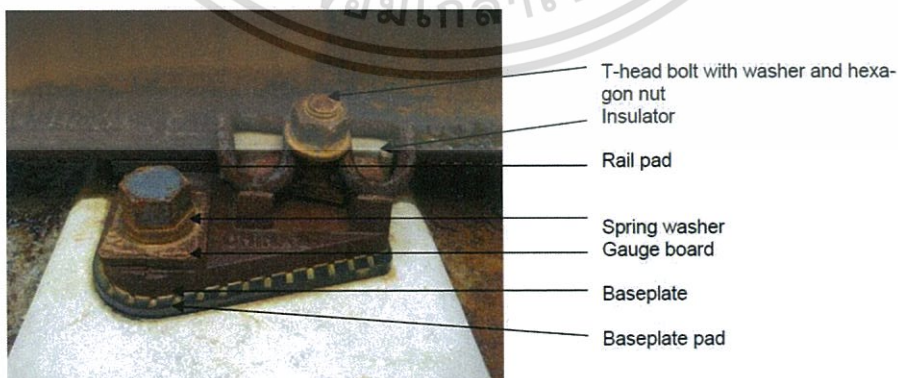 T-head bolt with washer and hexa-
gon nut
Insulator
Rail pad
Spring washer
Gauge board
Baseplate
Baseplate pad